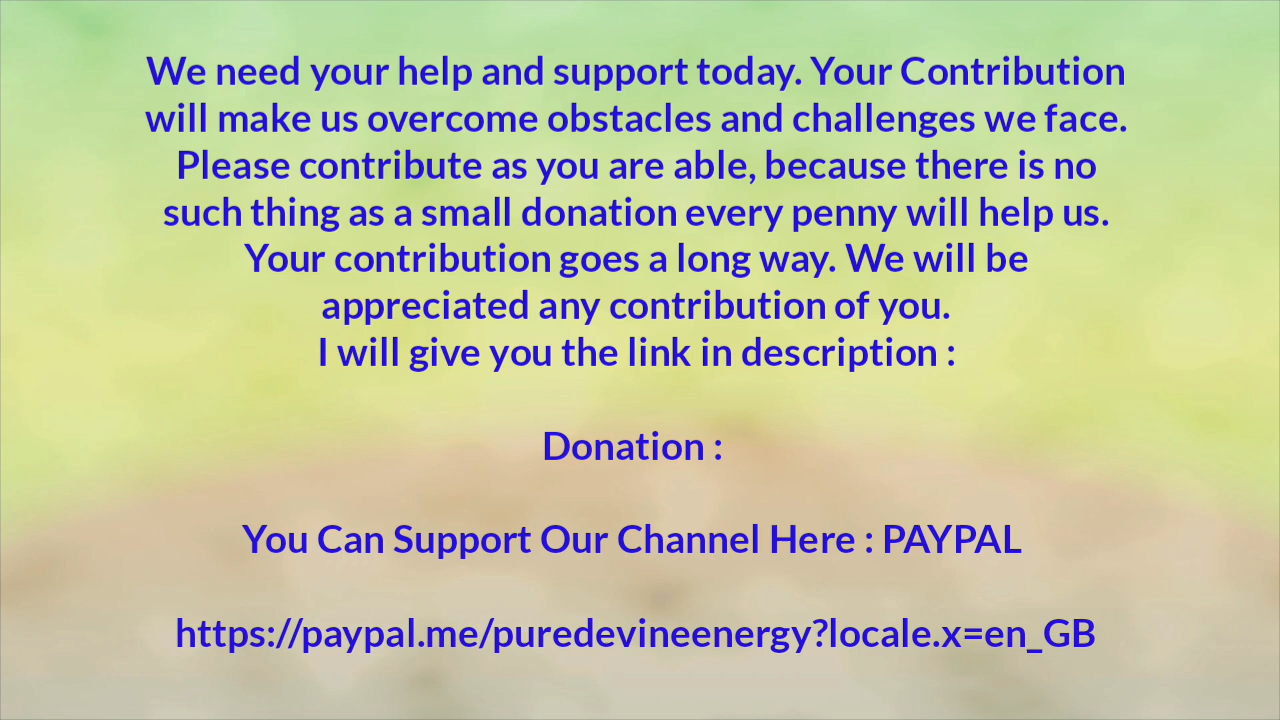 We need your help and support today. Your Contribution
will make us overcome obstacles and challenges we face.
Please contribute as you are able, because there is no
such thing as a small donation every penny will help us.
Your contribution goes a long way. We will be
appreciated any contribution of you.
I will give you the link in description :
Donation :
You Can Support Our Channel Here : PAYPAL
https://paypal.me/puredevineenergy?locale.x=en_GB